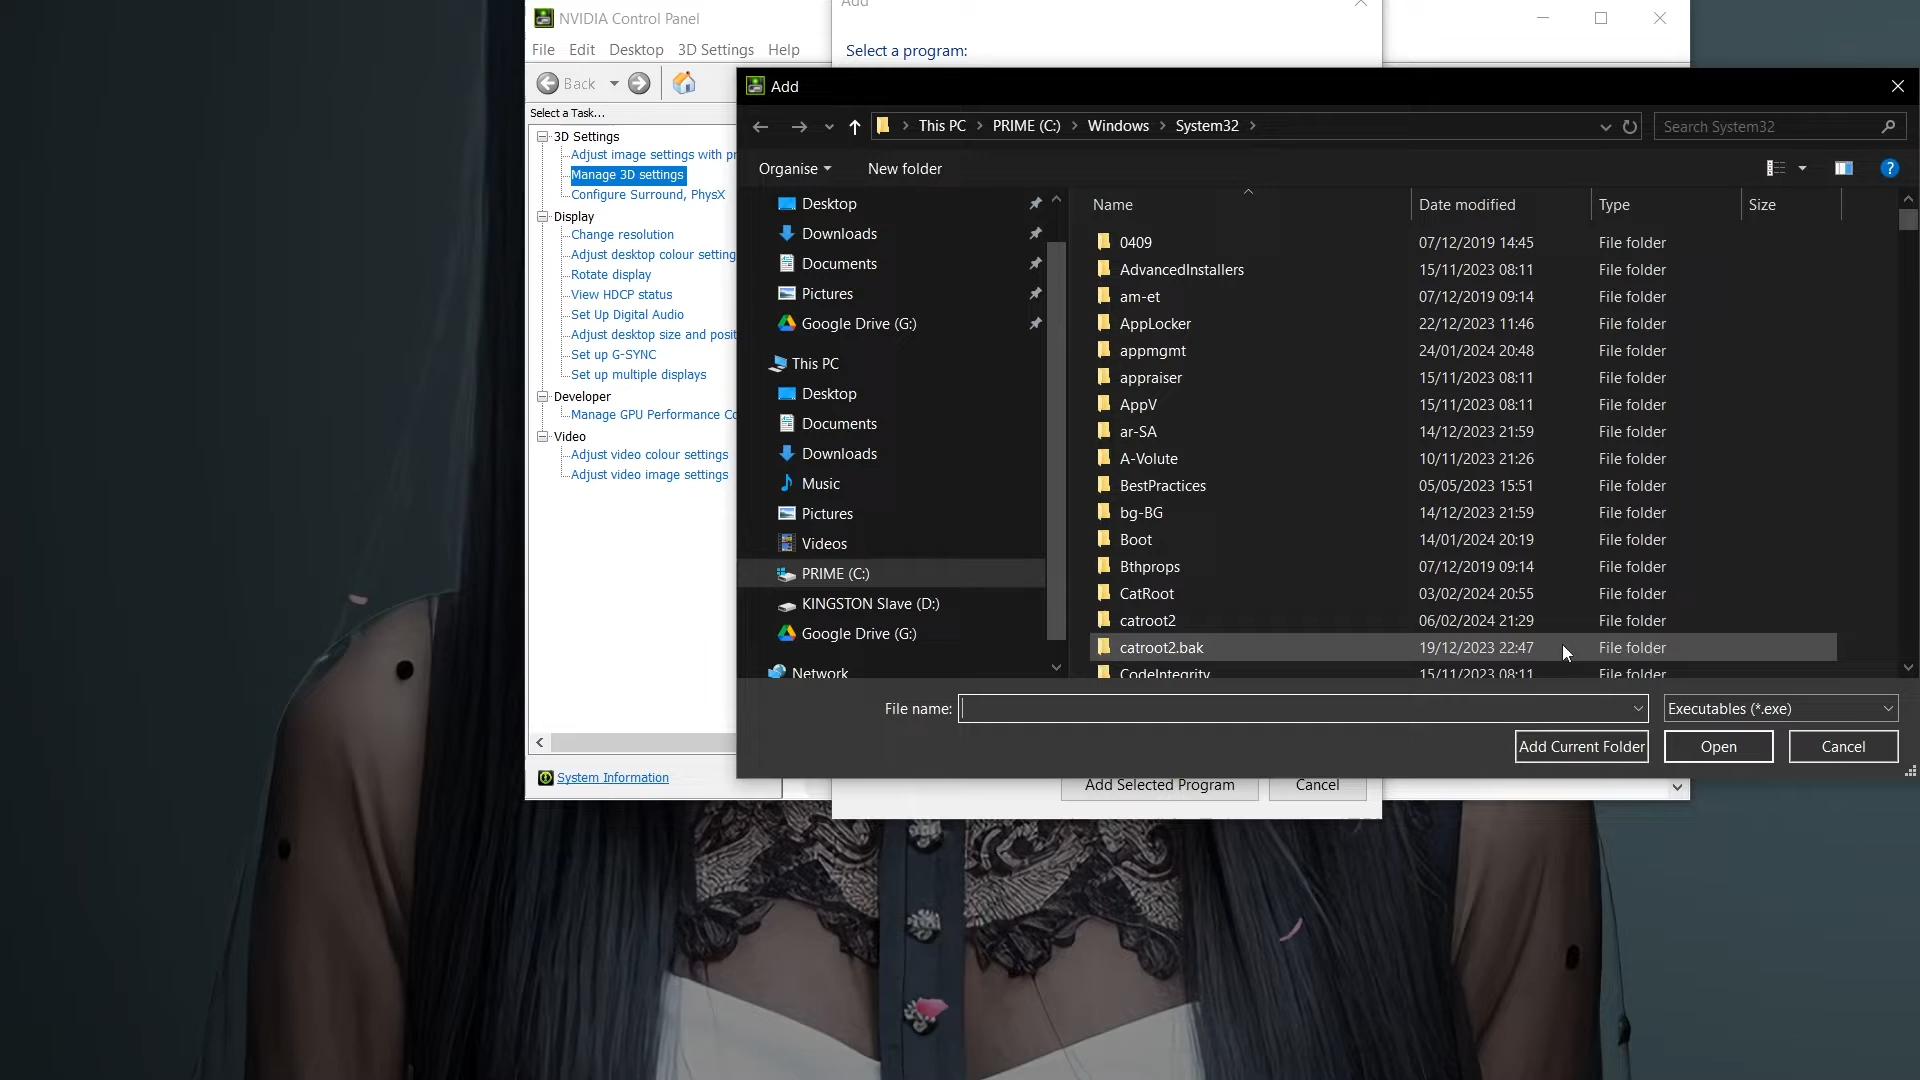 NVIDIA Control Panel
File Edit Desktop 3D Settings Help
Back
Select a Task...
3D Settings
Adjust image settings with pr
Manage 3D settings
Configure Surround, PhysX
Display
Change resolution
Adjust desktop colour setting
Rotate display
View HDCP status
Set Up Digital Audio
Adjust desktop size and posit
Set up G-SYNC
Set up multiple displays
Developer
Manage GPU Performance Co
Video
Adjust video colour settings
Adjust video image settings
System Information
Add
Select a program:
Add
This PC > PRIME (C:) > Windows > System32 >
Search System32
Organise New folder
Desktop
Downloads
Documents
Pictures
Google Drive (G:)
This PC
Desktop
Documents
Downloads
Music
Pictures
Videos
PRIME (C:)
KINGSTON Slave (D:)
Google Drive (G:)
Network
Name Date modified Type Size
0409 07/12/2019 14:45 File folder
AdvancedInstallers 15/11/2023 08:11 File folder
am-et 07/12/2019 09:14 File folder
AppLocker 22/12/2023 11:46 File folder
appmgmt 24/01/2024 20:48 File folder
appraiser 15/11/2023 08:11 File folder
AppV 15/11/2023 08:11 File folder
ar-SA 14/12/2023 21:59 File folder
A-Volute 10/11/2023 21:26 File folder
BestPractices 05/05/2023 15:51 File folder
bg-BG 14/12/2023 21:59 File folder
Boot 14/01/2024 20:19 File folder
Bthprops 07/12/2019 09:14 File folder
CatRoot 03/02/2024 20:55 File folder
catroot2 06/02/2024 21:29 File folder
catroot2.bak 19/12/2023 22:47 File folder
CodeIntegrity 15/11/2023 08:11 File folder
File name: Executables (*.exe)
Add Current Folder Open Cancel
Add Selected Program Cancel